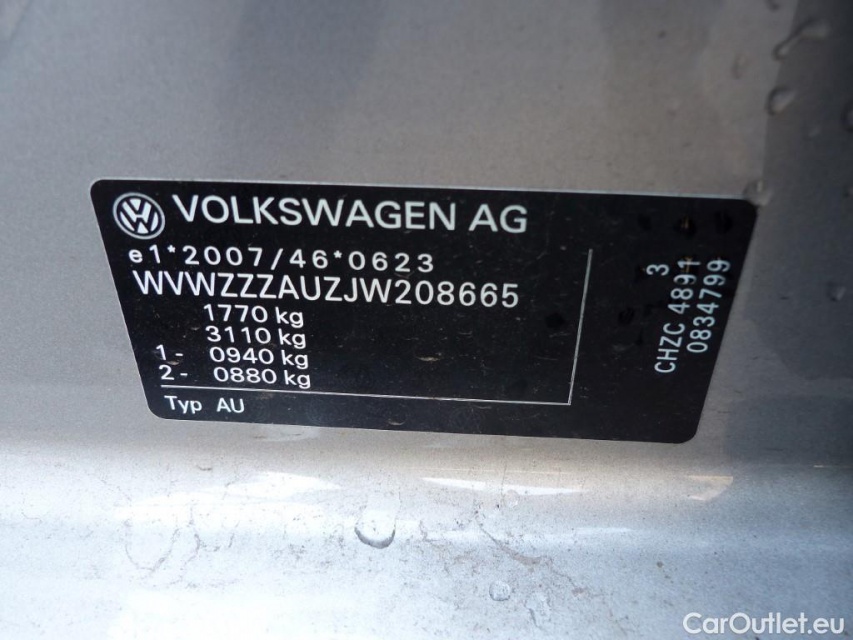 VOLKSWAGEN AG
e1*2007/46*0623
WVWZZZAUZJW208665
1770 kg
3110 kg
1- 0940 kg
2- 0880 kg
Typ AU
3
CHZC 4891
0834799
CarOutlet.eu